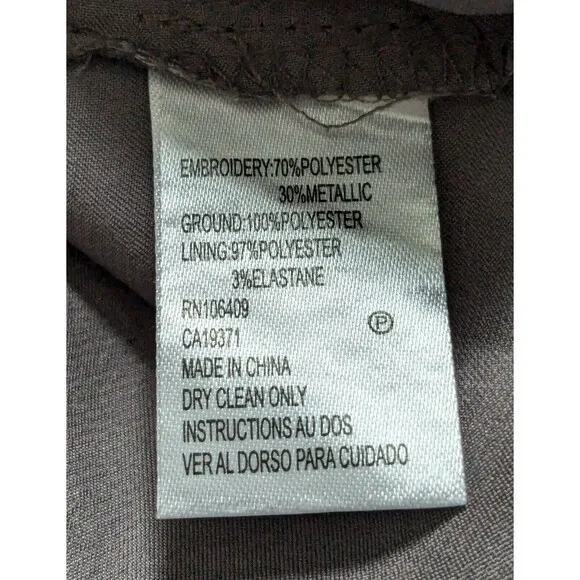 EMBROIDERY:70%POLYESTER
30%METALLIC
GROUND:100%POLYESTER
LINING:97%POLYESTER
3%ELASTANE
RN106409
P
CA19371
MADE IN CHINA
DRY CLEAN ONLY
INSTRUCTIONS AU DOS
VER AL DORSO PARA CUIDADO